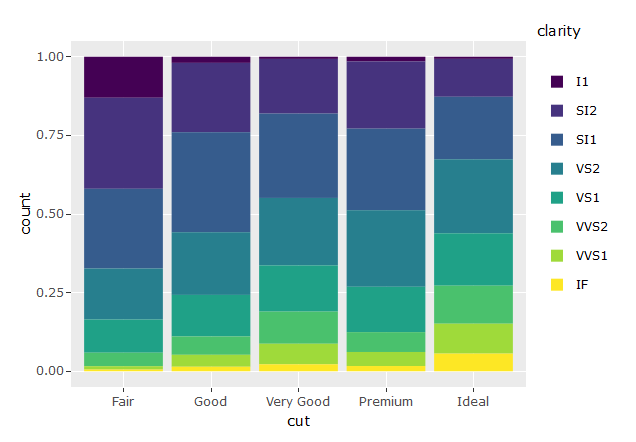 clarity
I1
SI2
SI1
VS2
VS1
VVS2
VVS1
IF
1.00
0.75
0.50
0.25
0.00
count
Fair Good Very Good Premium Ideal
cut